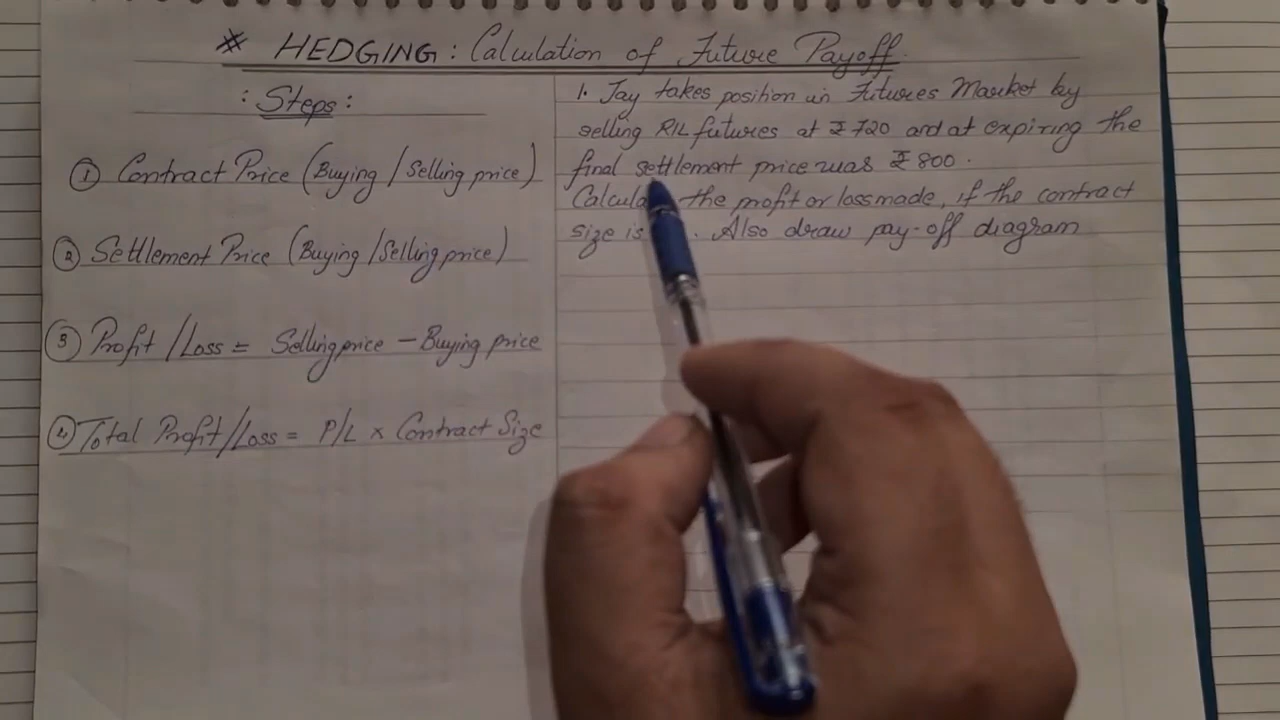 * HEDGING: Calculation of Future Payoff.
: Steps :
① Contract Price (Buying / Selling price)
② Settlement Price (Buying / Selling price)
③ Profit / Loss = Selling price - Buying price
④ Total Profit/Loss = P/L x Contract Size
1. Jay takes position in Futures Market by
selling RIL futures at ₹ 720 and at expiring the
final settlement price was ₹ 800.
the profit or loss made, if the contract
size is . Also draw pay-off diagram